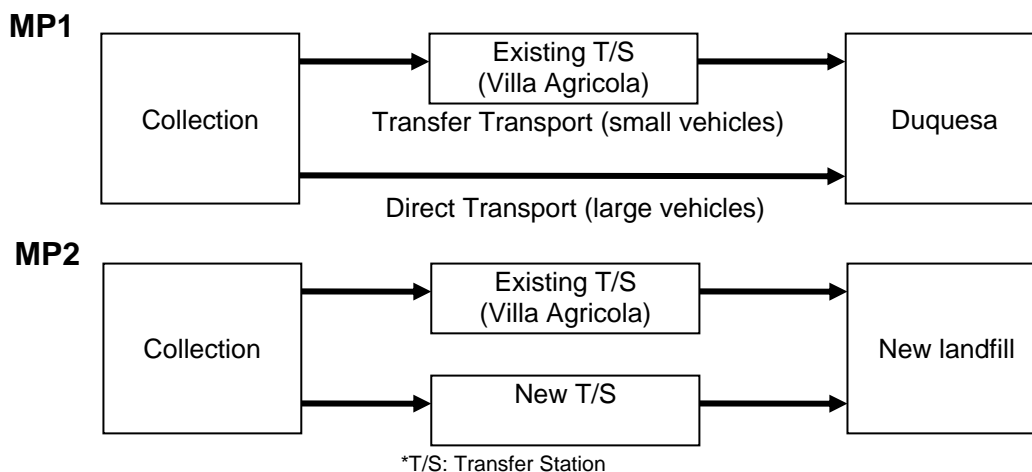 MP1
Collection
Existing T/S
(Villa Agricola)
Transfer Transport (small vehicles)
Direct Transport (large vehicles)
Duquesa
MP2
Collection
Existing T/S
(Villa Agricola)
New T/S
New landfill
*T/S: Transfer Station